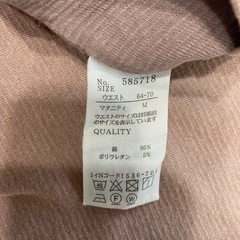 No. 585718
SIZE
ウエスト 64-70
マタニティ M
ウエストのサイズは妊娠前
のサイズを表示しています
QUALITY
綿 95%
ポリウレタン 5%